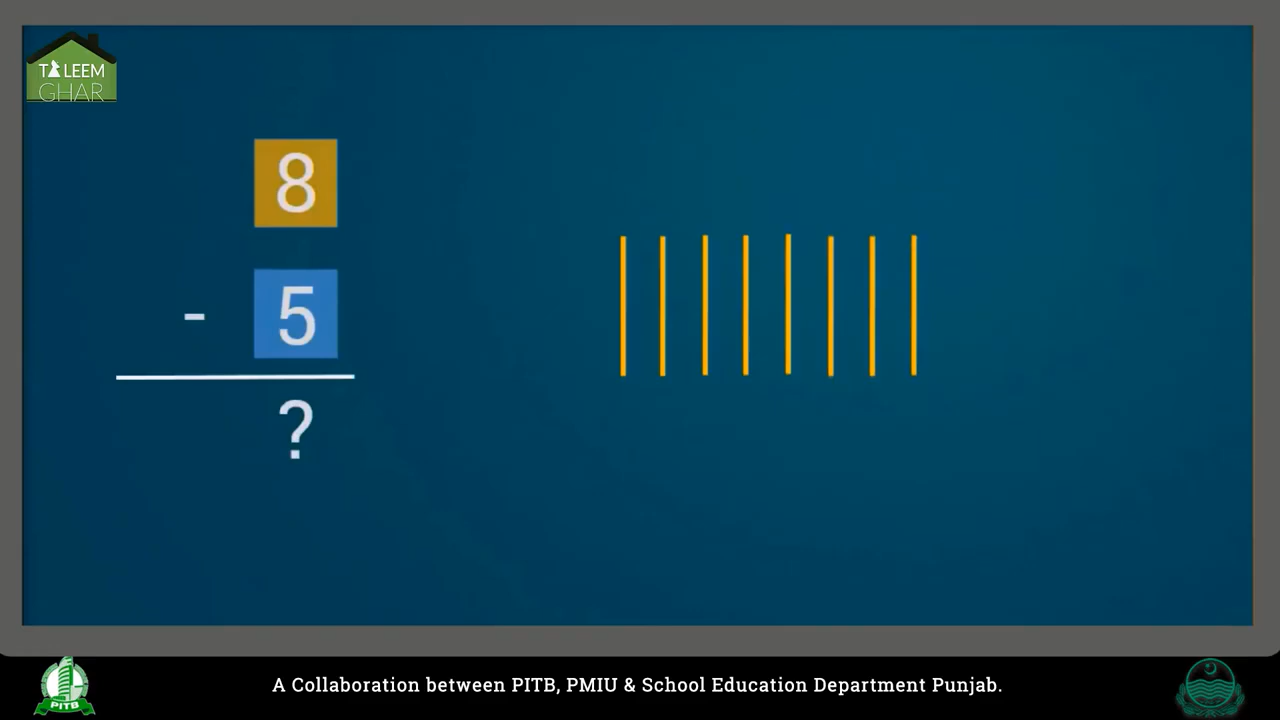 TALEEM
GHAR
8
- 5
?
PITB
A Collaboration between PITB, PMIU & School Education Department Punjab.